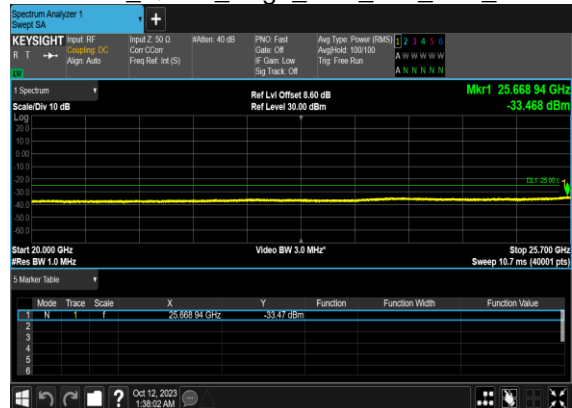 Spectrum Analyzer 1
Swept SA
+
KEYSIGHT
R T
Input: RF
Coupling: DC
Align: Auto
Input Z: 50 Ω
Corr CCorr
Freq Ref: Int (S)
#Atten: 40 dB
PNO: Fast
Gate: Off
IF Gain: Low
Sig Track: Off
Avg Type: Power (RMS)
Avg|Hold: 100/100
Trig: Free Run
1 2 3 4 5 6
A W W W W W
A N N N N N
1 Spectrum
Scale/Div 10 dB
Ref Lvl Offset 8.60 dB
Ref Level 30.00 dBm
Mkr1 25.668 94 GHz
-33.468 dBm
Log
20.0
10.0
0.00
-10.0
-20.0
-30.0
-40.0
-50.0
-60.0
1
Start 20.000 GHz
#Res BW 1.0 MHz
Video BW 3.0 MHz*
Stop 25.700 GHz
Sweep 10.7 ms (40001 pts)
5 Marker Table
Mode Trace Scale X Y Function Function Width Function Value
1 N 1 f 25.668 94 GHz -33.47 dBm
2
3
4
5
6
?
Oct 12, 2023
1:38:02 AM